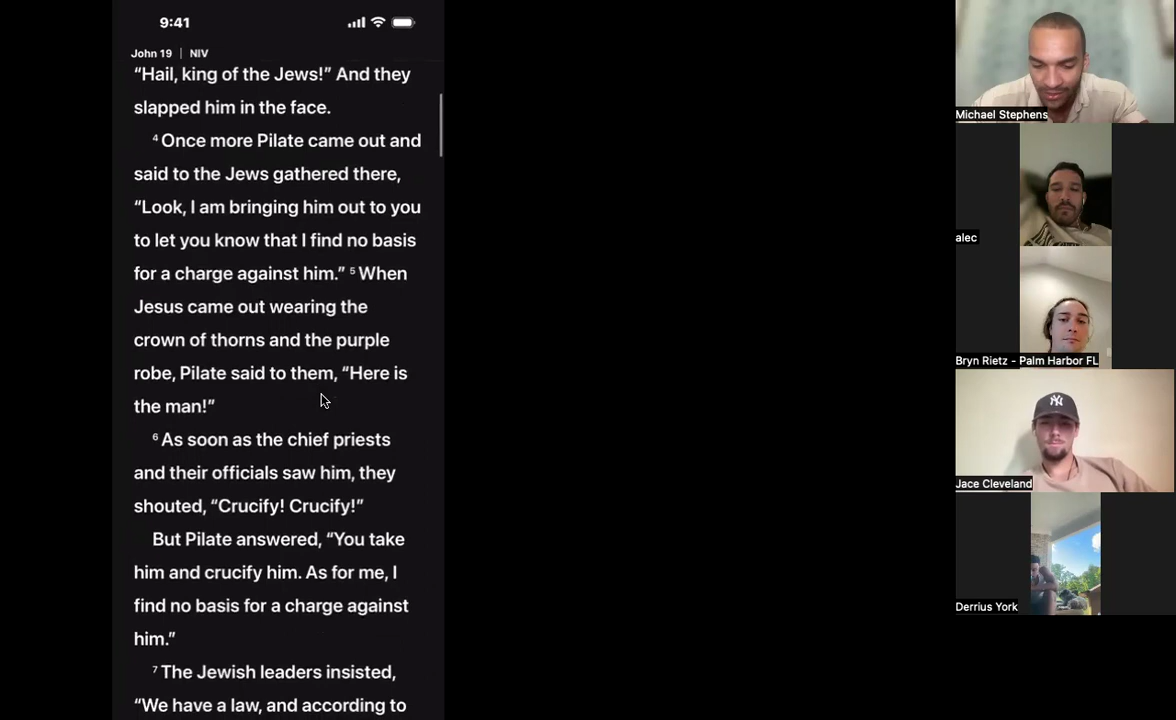 9:41
John 19 | NIV
“Hail, king of the Jews!” And they
slapped him in the face.
4 Once more Pilate came out and
said to the Jews gathered there,
“Look, I am bringing him out to you
to let you know that I find no basis
for a charge against him.” 5 When
Jesus came out wearing the
crown of thorns and the purple
robe, Pilate said to them, “Here is
the man!”
6 As soon as the chief priests
and their officials saw him, they
shouted, “Crucify! Crucify!”
But Pilate answered, “You take
him and crucify him. As for me, I
find no basis for a charge against
him.”
7 The Jewish leaders insisted,
“We have a law, and according to
Michael Stephens
alec
Bryn Rietz - Palm Harbor FL
Jace Cleveland
Derrius York